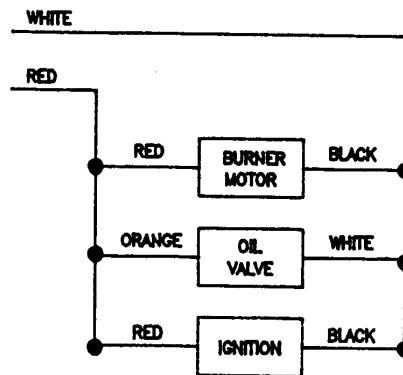 WHITE
RED
RED
BURNER
MOTOR
BLACK
ORANGE
OIL
VALVE
WHITE
RED
IGNITION
BLACK